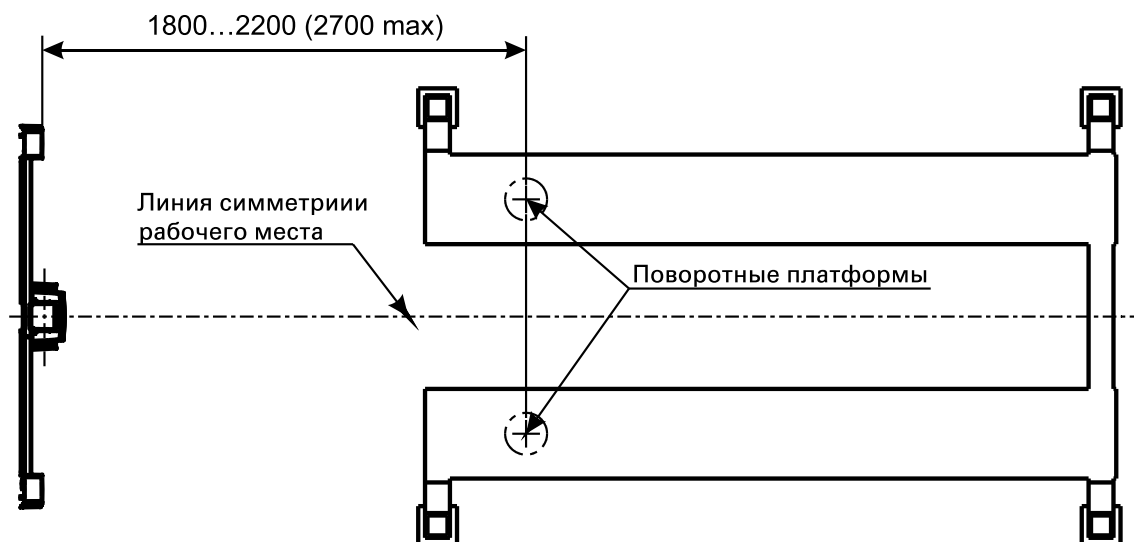 1800...2200 (2700 max)
Линия симметриии
рабочего места
Поворотные платформы